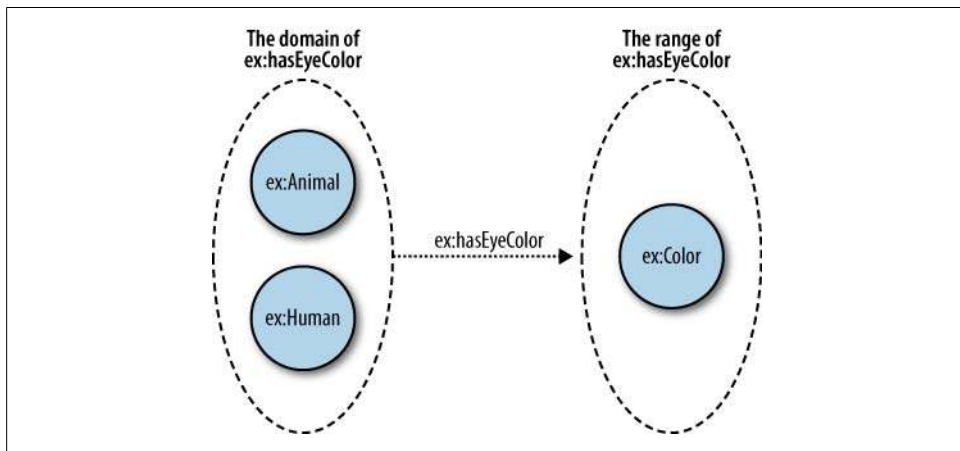 The domain of
ex:hasEyeColor
The range of
ex:hasEyeColor
ex:Animal
ex:hasEyeColor
ex:Color
ex:Human